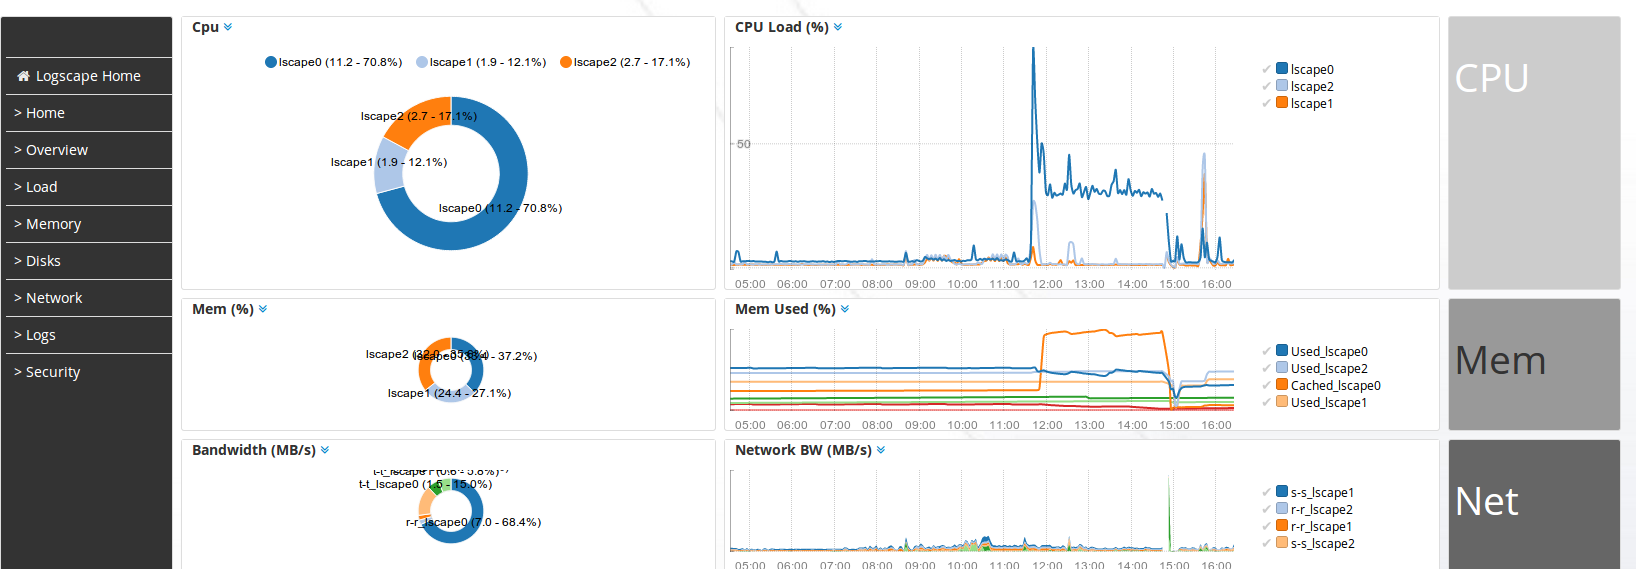 Logscape Home
> Home
> Overview
> Load
> Memory
> Disks
> Network
> Logs
> Security
Cpu
lscape0 (11.2 - 70.8%) lscape1 (1.9 - 12.1%) lscape2 (2.7 - 17.1%)
lscape2 (2.7 - 17.1%)
lscape1 (1.9 - 12.1%)
lscape0 (11.2 - 70.8%)
CPU Load (%)
50
05:00 06:00 07:00 08:00 09:00 10:00 11:00 12:00 13:00 14:00 15:00 16:00
lscape0
lscape2
lscape1
CPU
Mem (%)
lscape2 - 37.2%)
lscape1 (24.4 - 27.1%)
Mem Used (%)
05:00 06:00 07:00 08:00 09:00 10:00 11:00 12:00 13:00 14:00 15:00 16:00
Used_lscape0
Used_lscape2
Cached_lscape0
Used_lscape1
Mem
Bandwidth (MB/s)
t-t_lscape0 (1.5 - 15.0%)
r-r_lscape0 (7.0 - 68.4%)
Network BW (MB/s)
05:00 06:00 07:00 08:00 09:00 10:00 11:00 12:00 13:00 14:00 15:00 16:00
s-s_lscape1
r-r_lscape2
r-r_lscape1
s-s_lscape2
Net